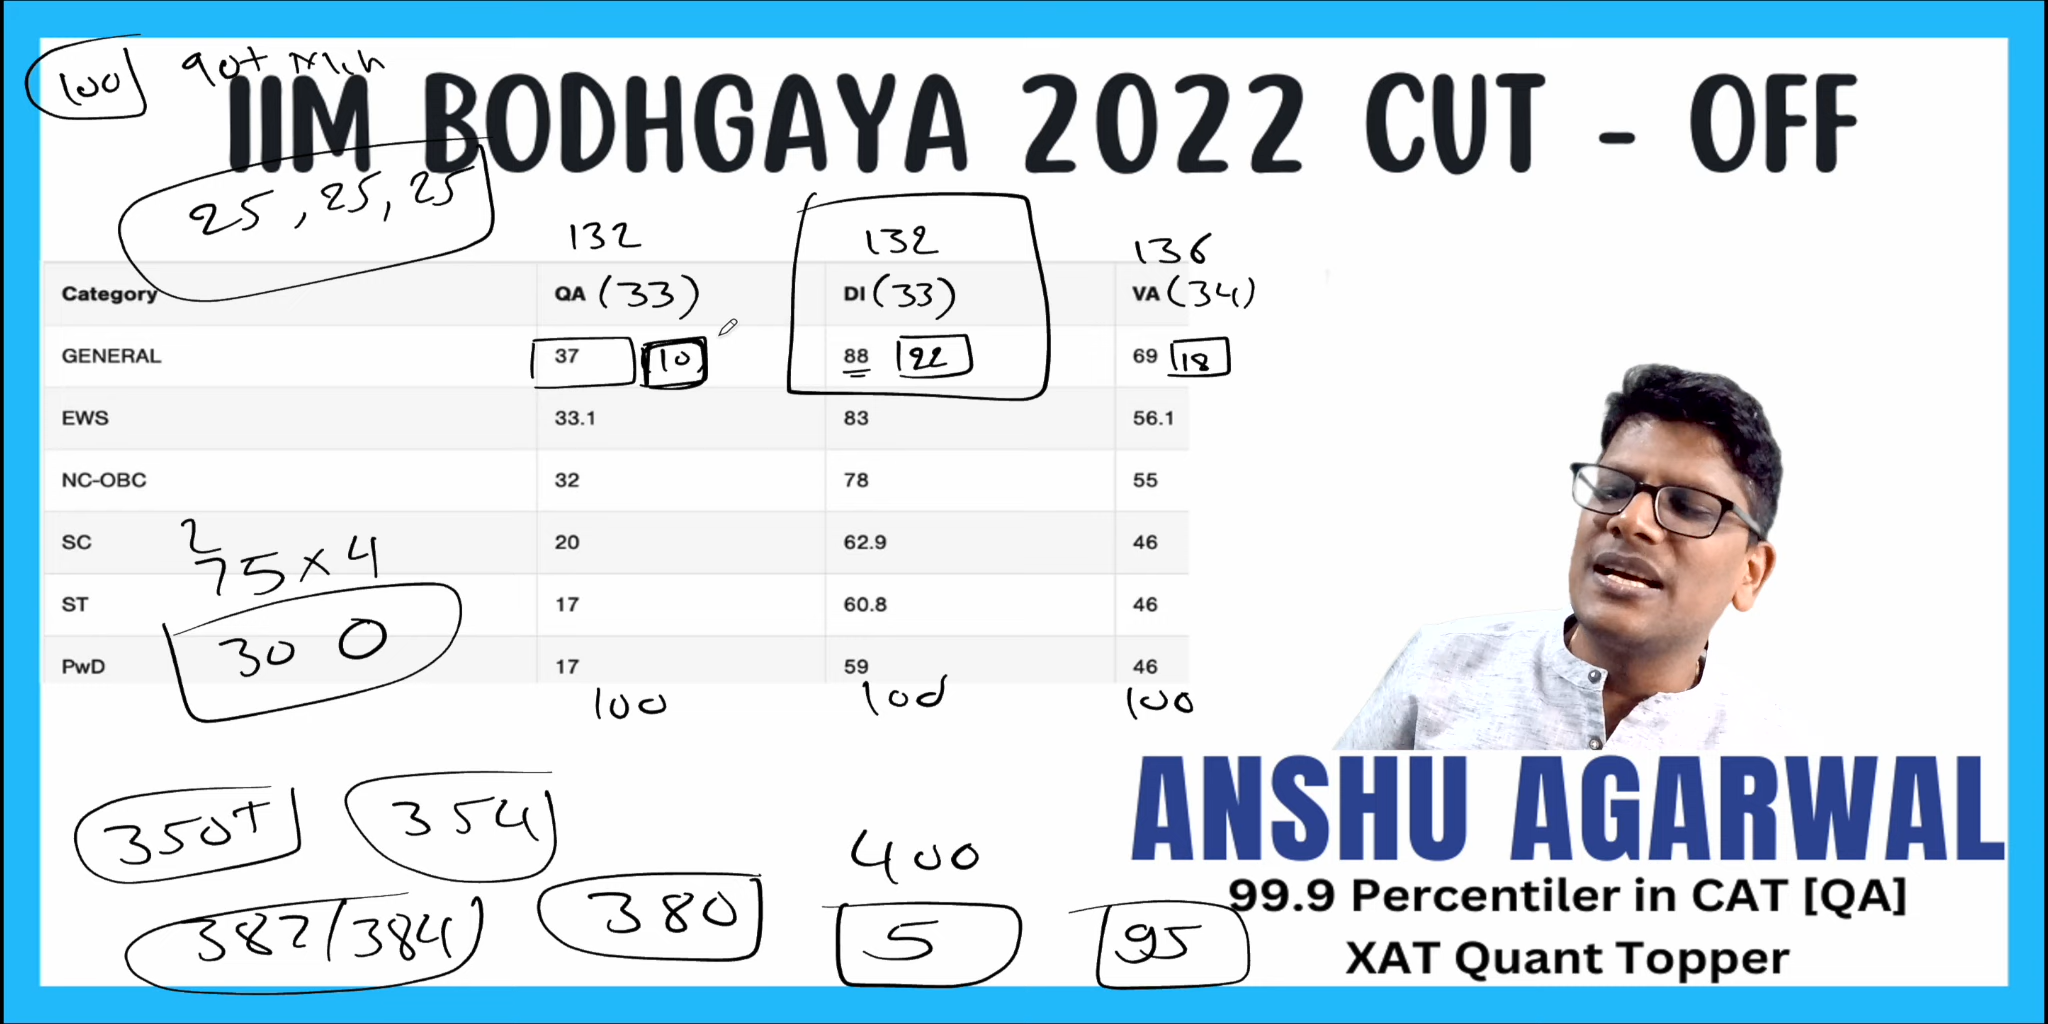 100 90+
IIM BODHGAYA 2022 CUT - OFF
25, 25, 25
132 132 136
Category QA (33) DI (33) VA (34)
GENERAL 37 10 88 22 69 18
EWS 33.1 83 56.1
NC-OBC 32 78 55
SC 20 62.9 46
2
75 x 4
ST 17 60.8 46
300
PwD 17 59 46
100 100 100
350+ 354
ANSHU AGARWAL
400
387/384 380 5 95
99.9 Percentiler in CAT [QA]
XAT Quant Topper